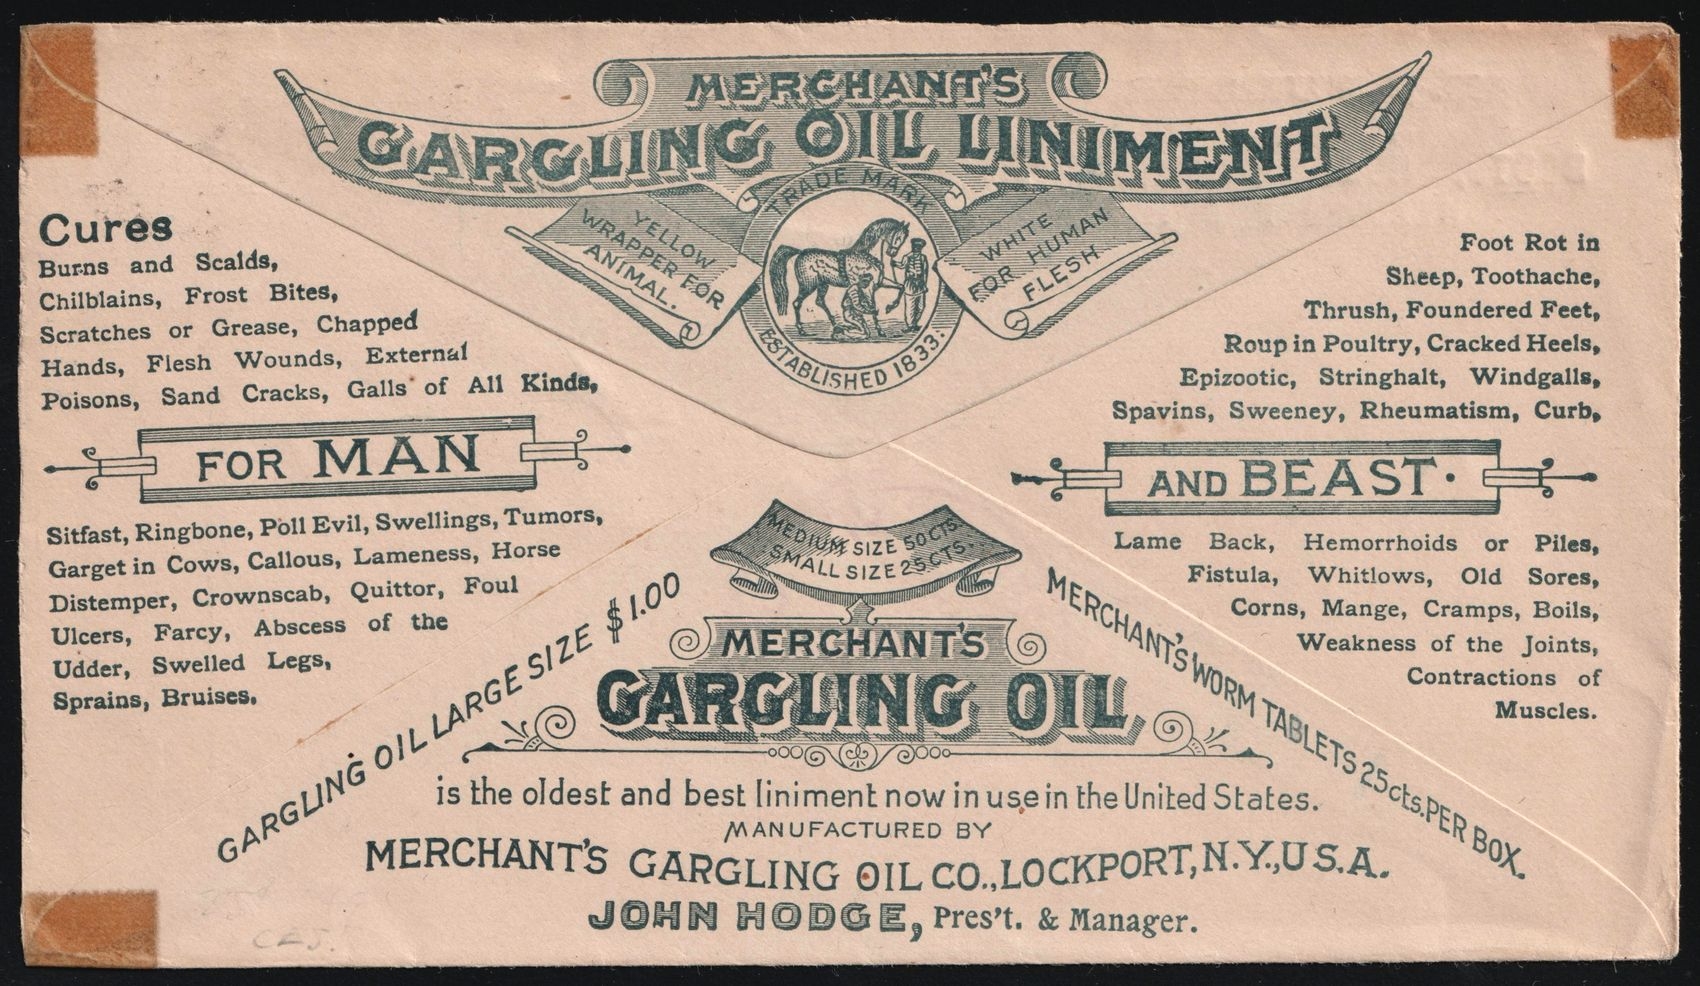 MERCHANT'S
GARGLING OIL LINIMENT
TRADE MARK
YELLOW
WRAPPER FOR
ANIMAL.
WHITE
FOR HUMAN
FLESH
ESTABLISHED 1833.
Cures
Burns and Scalds,
Chilblains, Frost Bites,
Scratches or Grease, Chapped
Hands, Flesh Wounds, External
Poisons, Sand Cracks, Galls of All Kinds,
FOR MAN
Sitfast, Ringbone, Poll Evil, Swellings, Tumors,
Garget in Cows, Callous, Lameness, Horse
Distemper, Crownscab, Quittor, Foul
Ulcers, Farcy, Abscess of the
Udder, Swelled Legs,
Sprains, Bruises.
Foot Rot in
Sheep, Toothache,
Thrush, Foundered Feet,
Roup in Poultry, Cracked Heels,
Epizootic, Stringhalt, Windgalls,
Spavins, Sweeney, Rheumatism, Curb,
AND BEAST.
Lame Back, Hemorrhoids or Piles,
Fistula, Whitlows, Old Sores,
Corns, Mange, Cramps, Boils,
Weakness of the Joints,
Contractions of
Muscles.
MEDIUM SIZE 50CTS.
SMALL SIZE 25CTS.
GARGLING OIL LARGE SIZE $1.00
MERCHANT'S WORM TABLETS 25cts. PER BOX.
MERCHANT'S
GARGLING OIL
is the oldest and best liniment now in use in the United States.
MANUFACTURED BY
MERCHANT'S GARGLING OIL CO., LOCKPORT, N.Y., U.S.A.
JOHN HODGE, Pres't. & Manager.